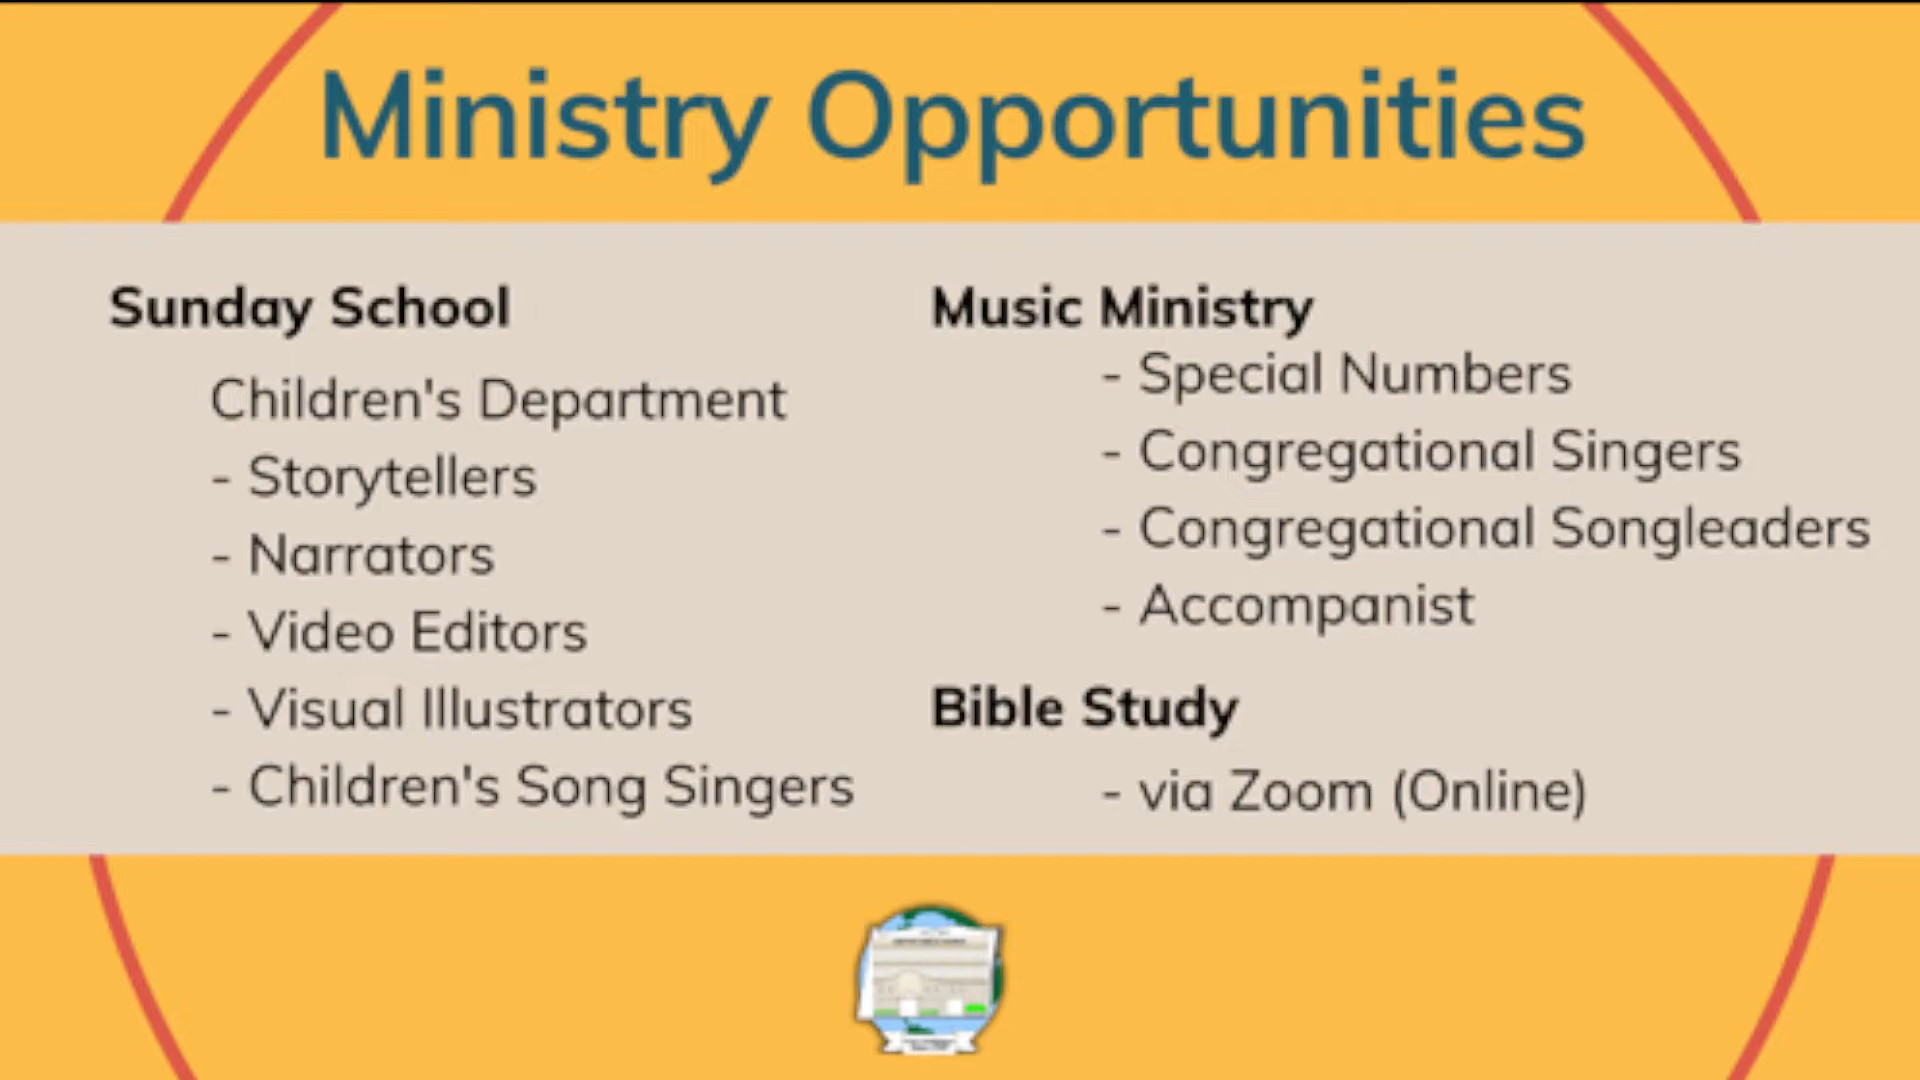 Ministry Opportunities
Sunday School
Children's Department
- Storytellers
- Narrators
- Video Editors
- Visual Illustrators
- Children's Song Singers
Music Ministry
- Special Numbers
- Congregational Singers
- Congregational Songleaders
- Accompanist
Bible Study
- via Zoom (Online)